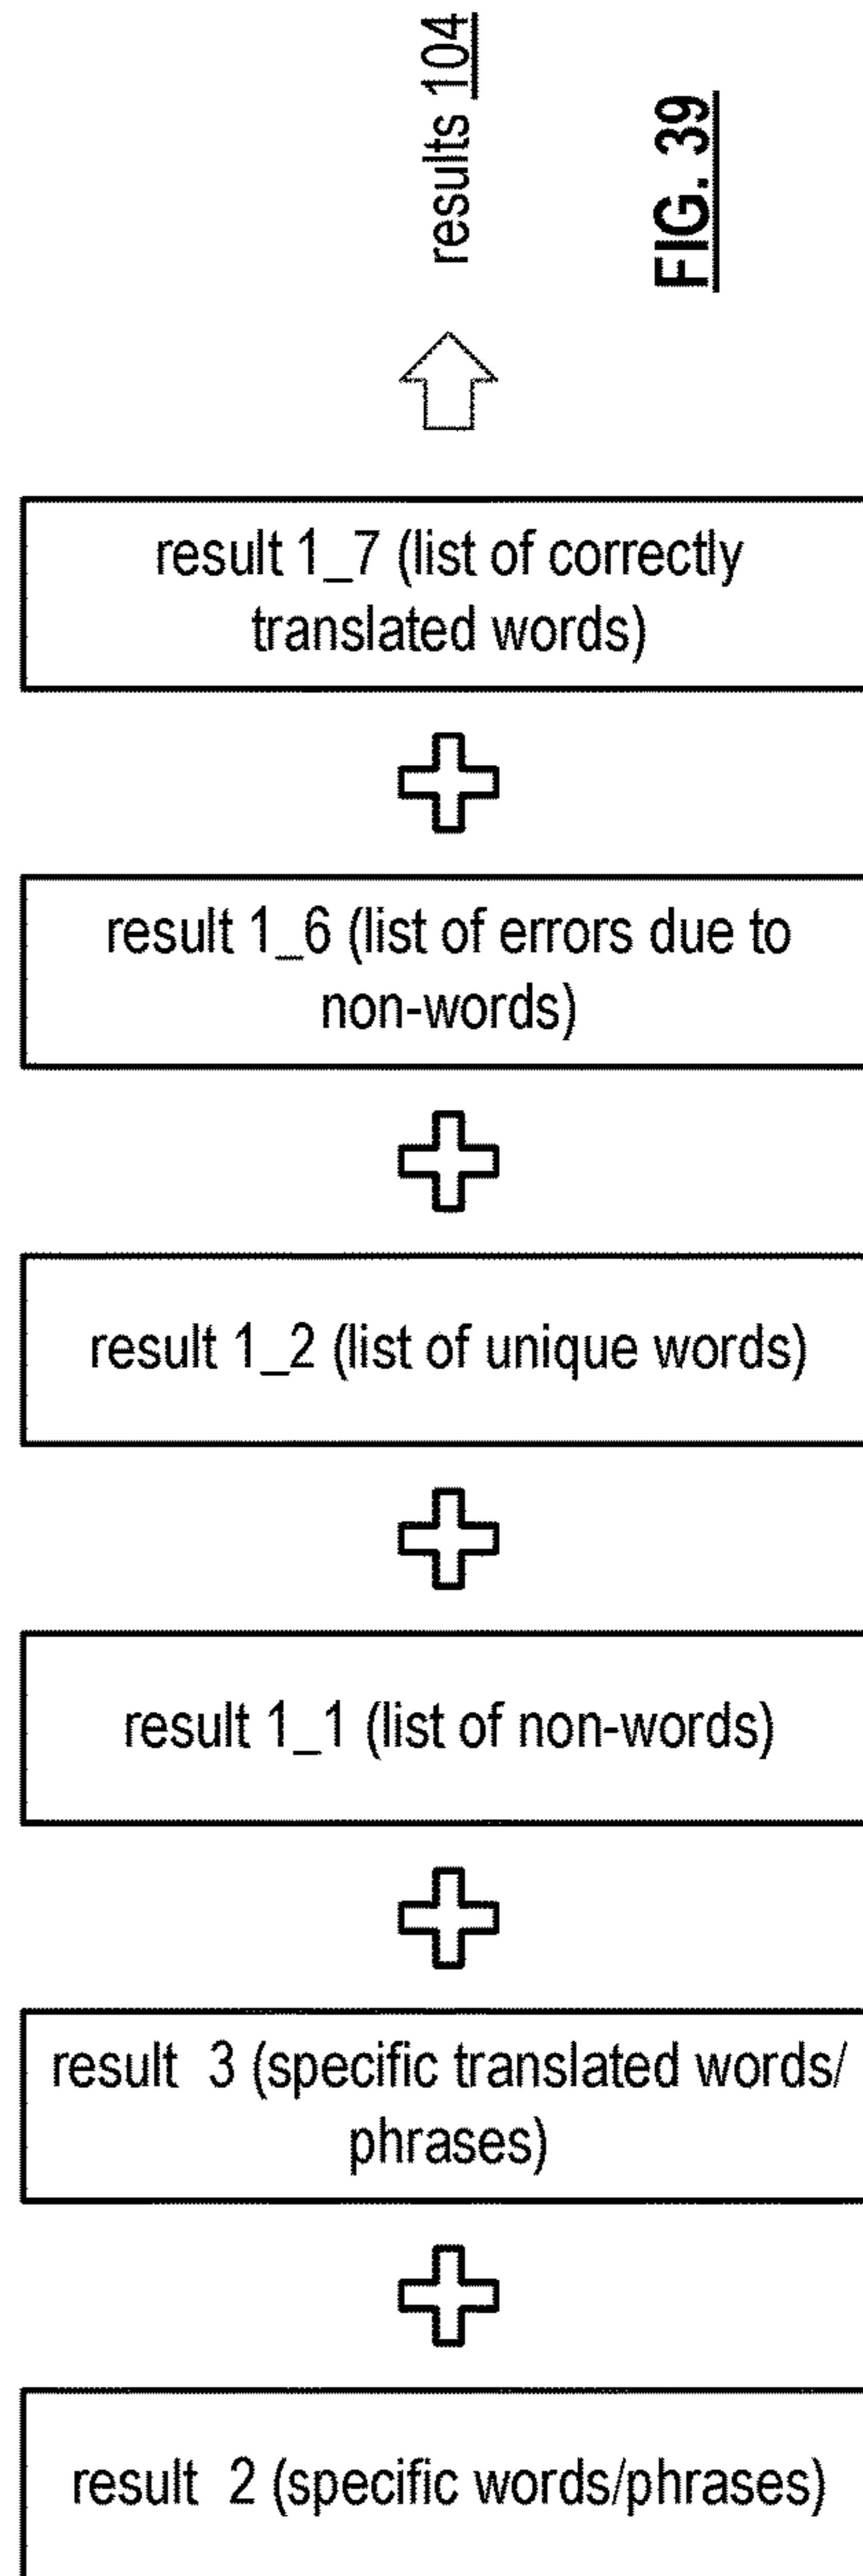 results 104
FIG. 39
result 1_7 (list of correctly
translated words)
result 1_6 (list of errors due to
non-words)
result 1_2 (list of unique words)
result 1_1 (list of non-words)
result 3 (specific translated words/
phrases)
result 2 (specific words/phrases)